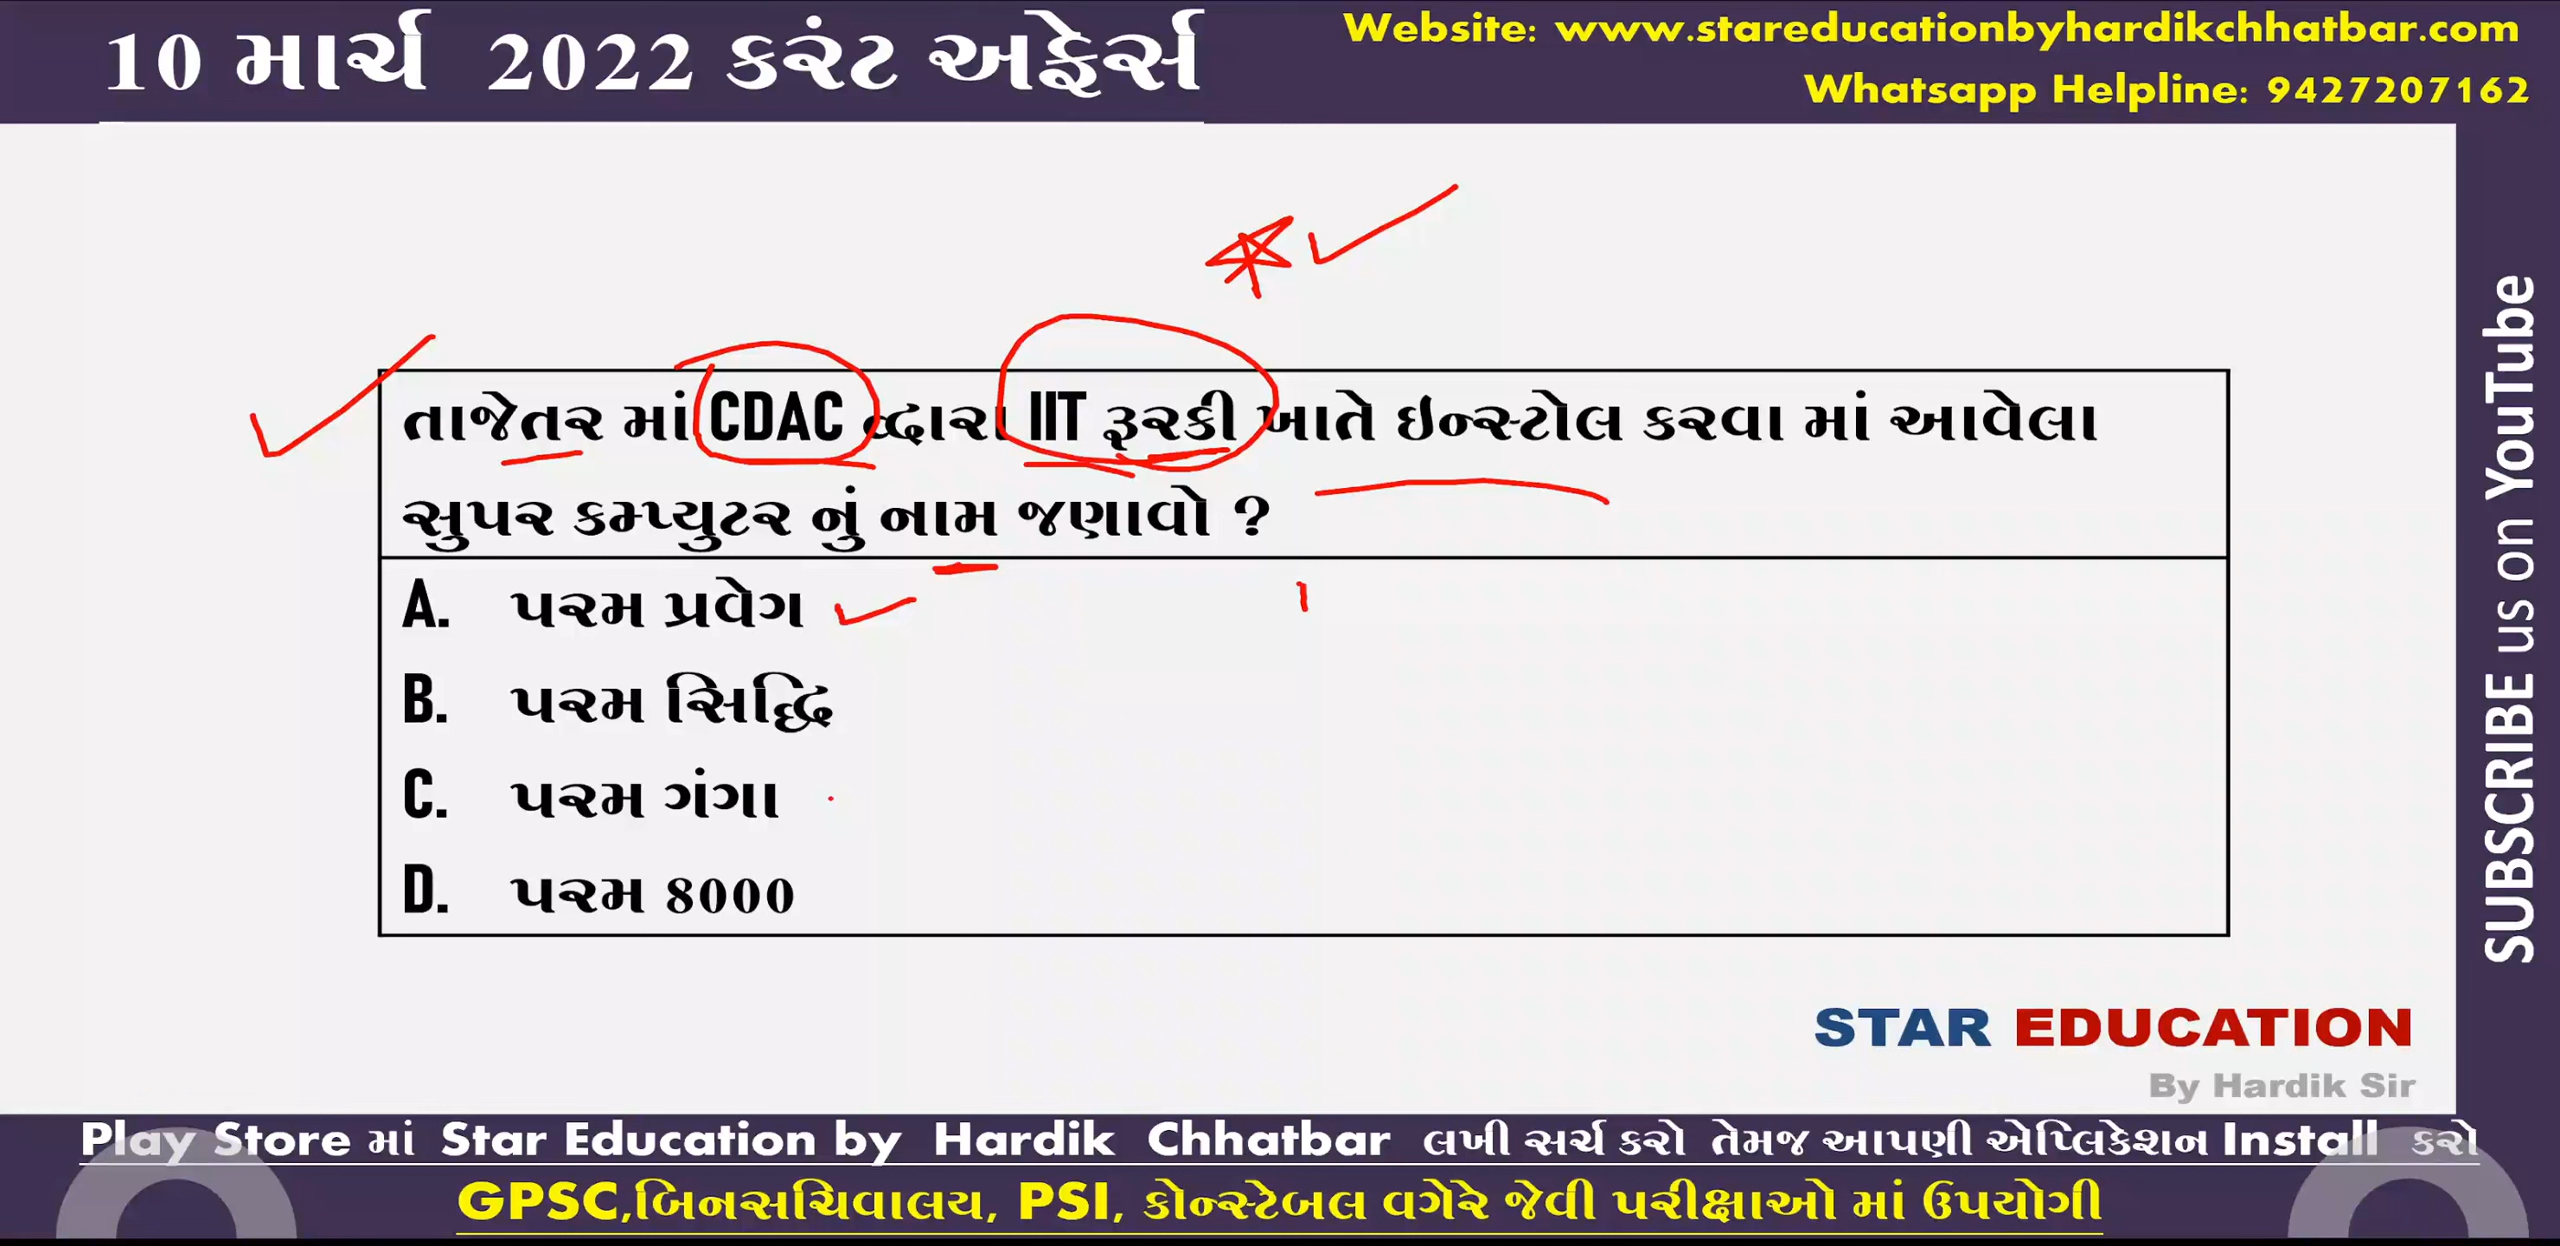 10 માર્ચ 2022 કરંટ અફેર્સ
Website: www.stareducationbyhardikchhatbar.com
Whatsapp Helpline: 9427207162
તાજેતર માં CDAC દ્વારા IIT રૂરકી ખાતે ઇન્સ્ટોલ કરવા માં આવેલા
સુપર કમ્પ્યુટર નું નામ જણાવો ?
A. પરમ પ્રવેગ
B. પરમ સિદ્ધિ
C. પરમ ગંગા
D. પરમ 8000
SUBSCRIBE us on YouTube
STAR EDUCATION
By Hardik Sir
Play Store માં Star Education by Hardik Chhatbar લખી સર્ચ કરો તેમજ આપણી એપ્લિકેશન Install કરો
GPSC,બિનસચિવાલય, PSI, કોન્સ્ટેબલ વગેરે જેવી પરીક્ષાઓ માં ઉપયોગી